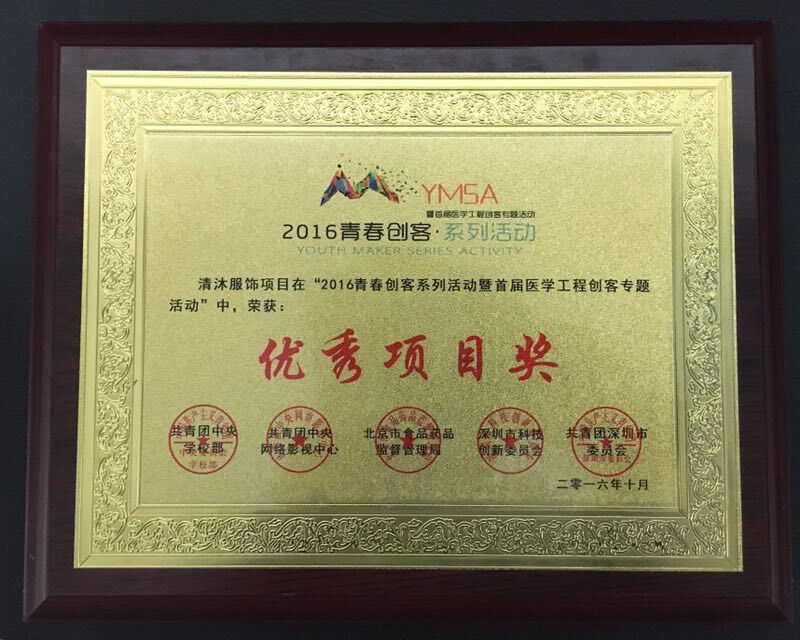 YMSA
暨首届医学工程创客专题活动
2016青春创客·系列活动
YOUTH MAKER SERIES ACTIVITY
清沐服饰项目在“2016青春创客系列活动暨首届医学工程创客专题
活动”中，荣获：
优秀项目奖
共青团中央 共青团中央 北京市食品药品 深圳市科技 共青团深圳市
学校部 网络影视中心 监督管理局 创新委员会 委员会
二零一六年十月